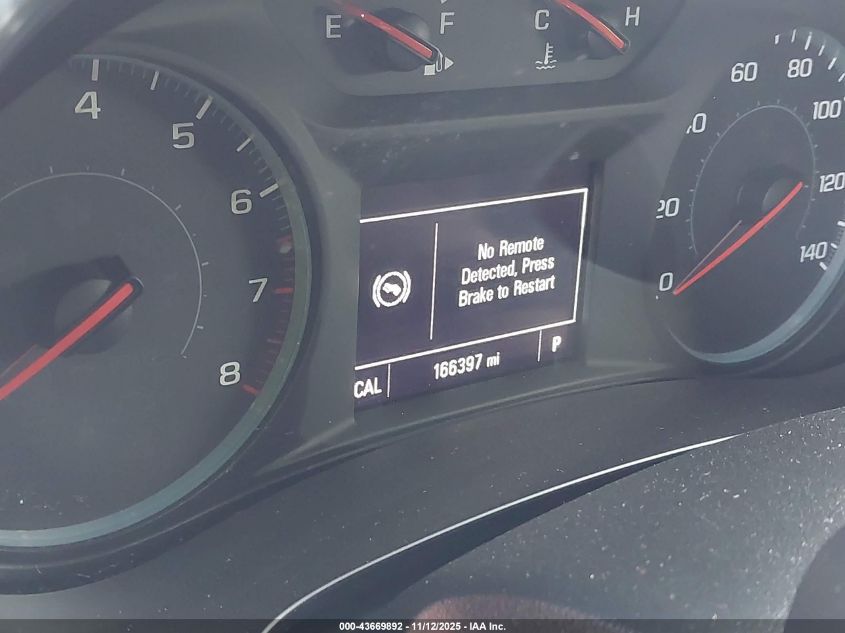 E F
C H
4
5
6
7
8
0
20
60
80
100
120
140
No Remote
Detected, Press
Brake to Restart
CAL 166397 mi P
000-43669892 - 11/12/2025 - IAA Inc.